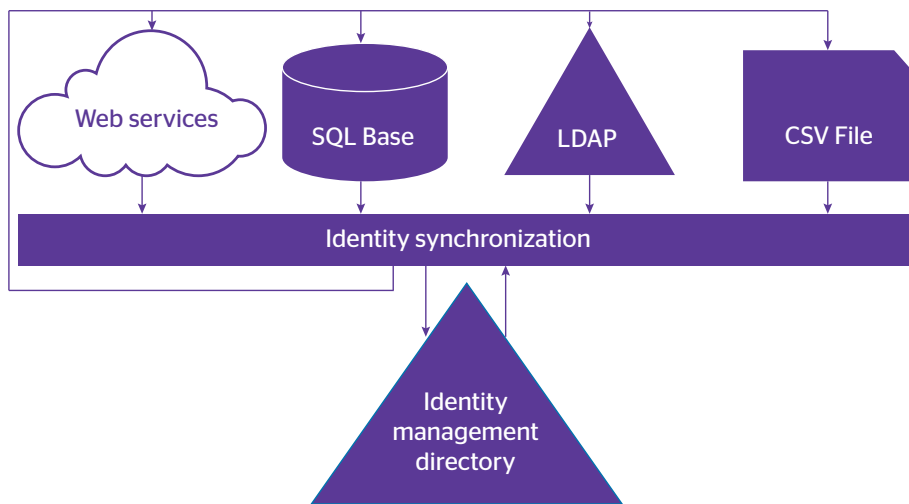 Web services
SQL Base
LDAP
CSV File
Identity synchronization
Identity
management
directory